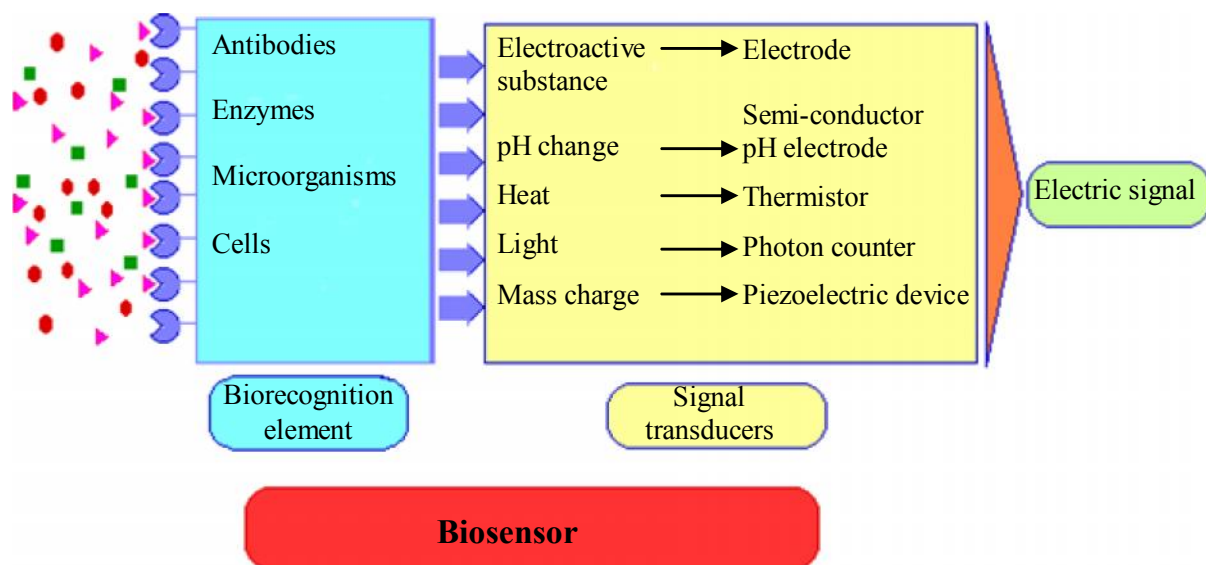 Antibodies
Enzymes
Microorganisms
Cells
Electroactive
substance
Electrode
pH change
Semi-conductor
pH electrode
Heat
Thermistor
Light
Photon counter
Mass charge
Piezoelectric device
Electric signal
Biorecognition
element
Signal
transducers
Biosensor